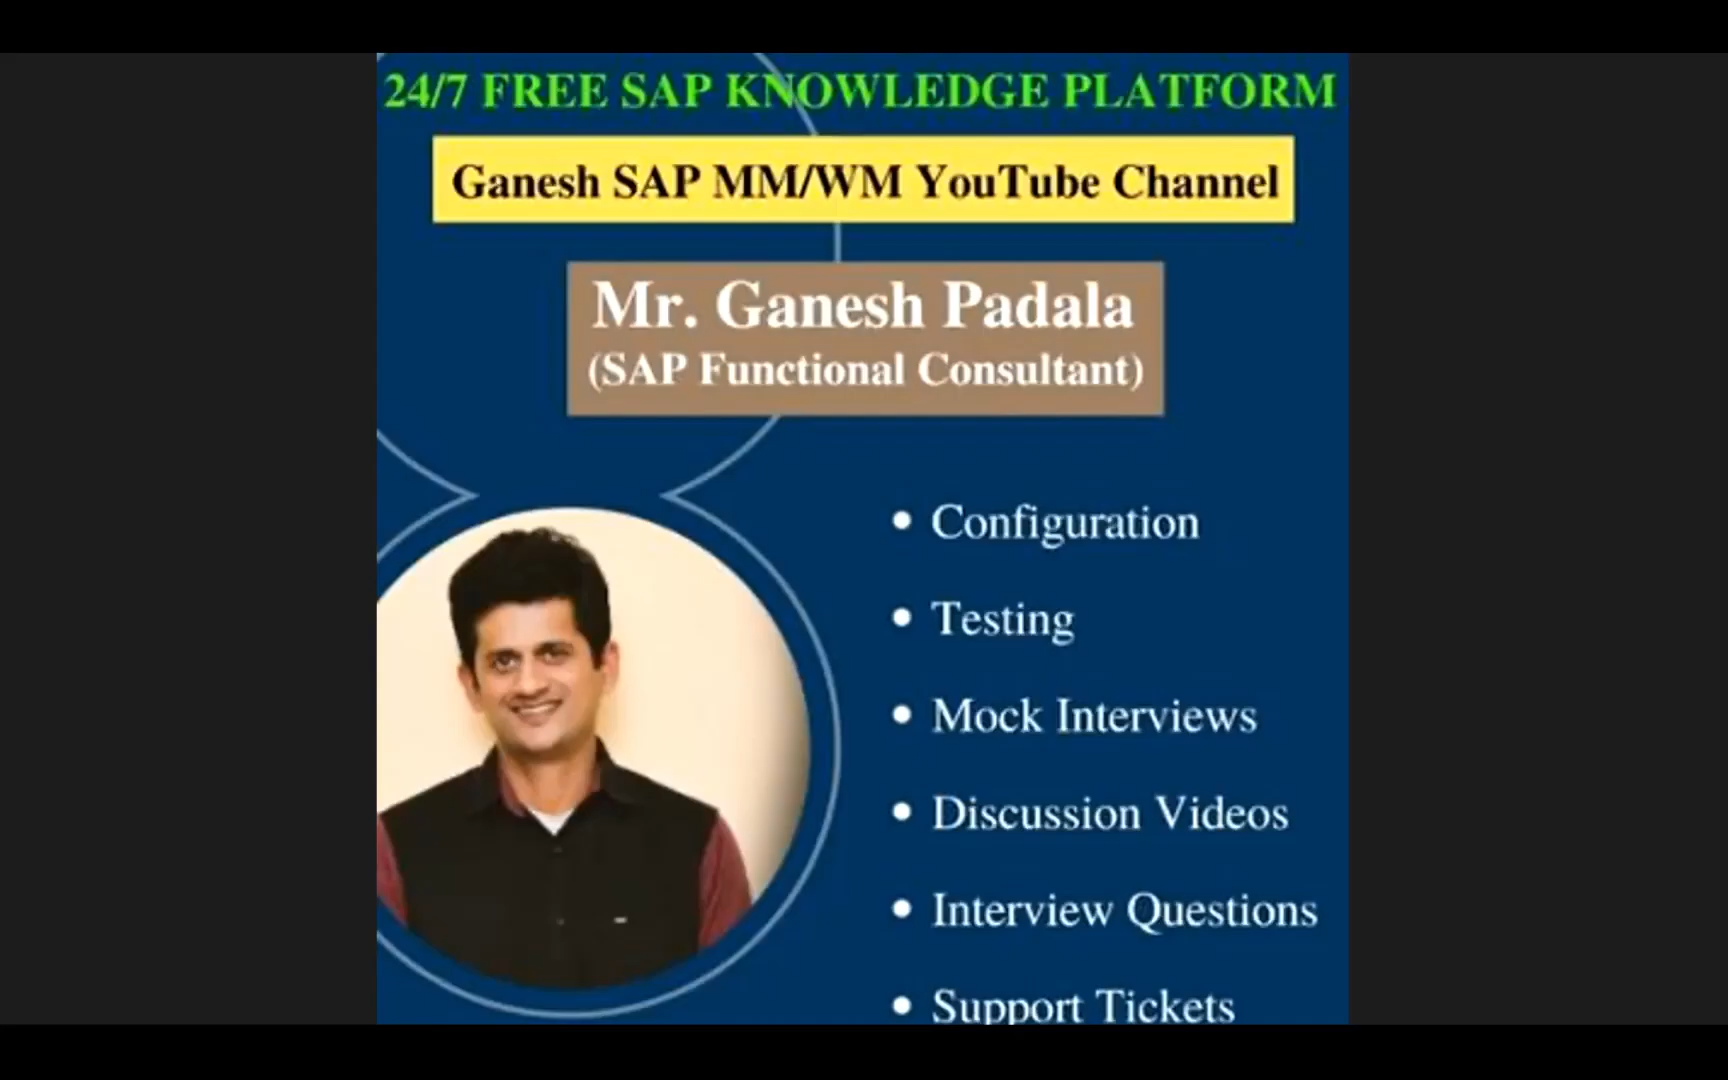 24/7 FREE SAP KNOWLEDGE PLATFORM
Ganesh SAP MM/WM YouTube Channel
Mr. Ganesh Padala
(SAP Functional Consultant)
• Configuration
• Testing
• Mock Interviews
• Discussion Videos
• Interview Questions
• Support Tickets